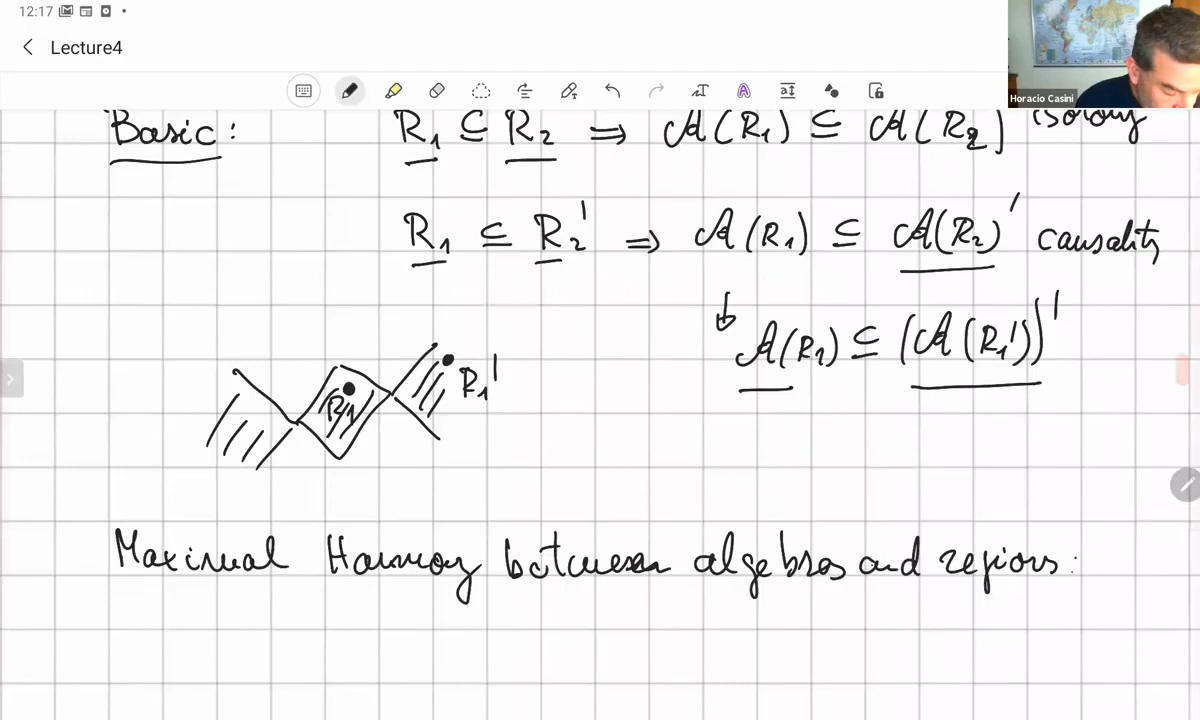 12:17
Lecture4
Horacio Casini
Basic : R₁ ⊆ R₂ ⇒ 𝒜(R₁) ⊆ 𝒜(R₂) isotony
R₁ ⊆ R₂' ⇒ 𝒜(R₁) ⊆ 𝒜(R₂)' causality
↓ 𝒜(R₁) ⊆ (𝒜(R₁'))'
R₁ R₁'
Maximal Harmony between algebras and regions :